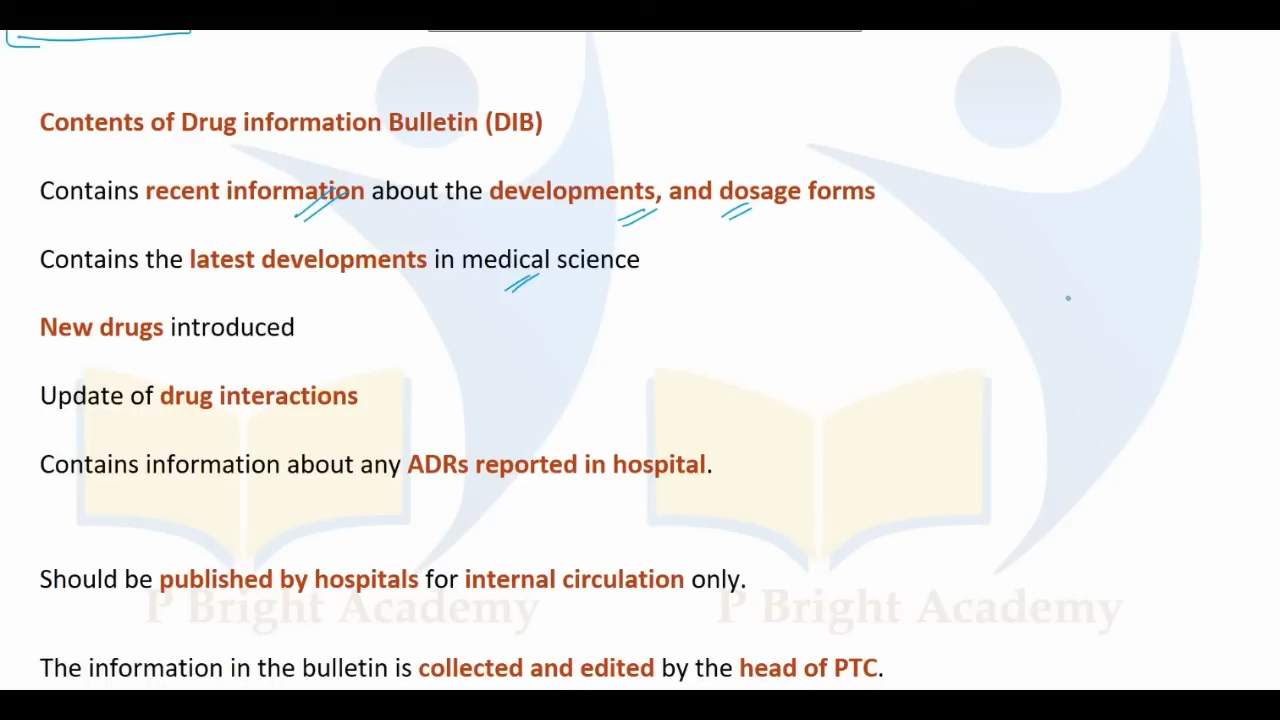 Contents of Drug information Bulletin (DIB)
Contains recent information about the developments, and dosage forms
Contains the latest developments in medical science
New drugs introduced
Update of drug interactions
Contains information about any ADRs reported in hospital.
Should be published by hospitals for internal circulation only.
P Bright Academy P Bright Academy
The information in the bulletin is collected and edited by the head of PTC.